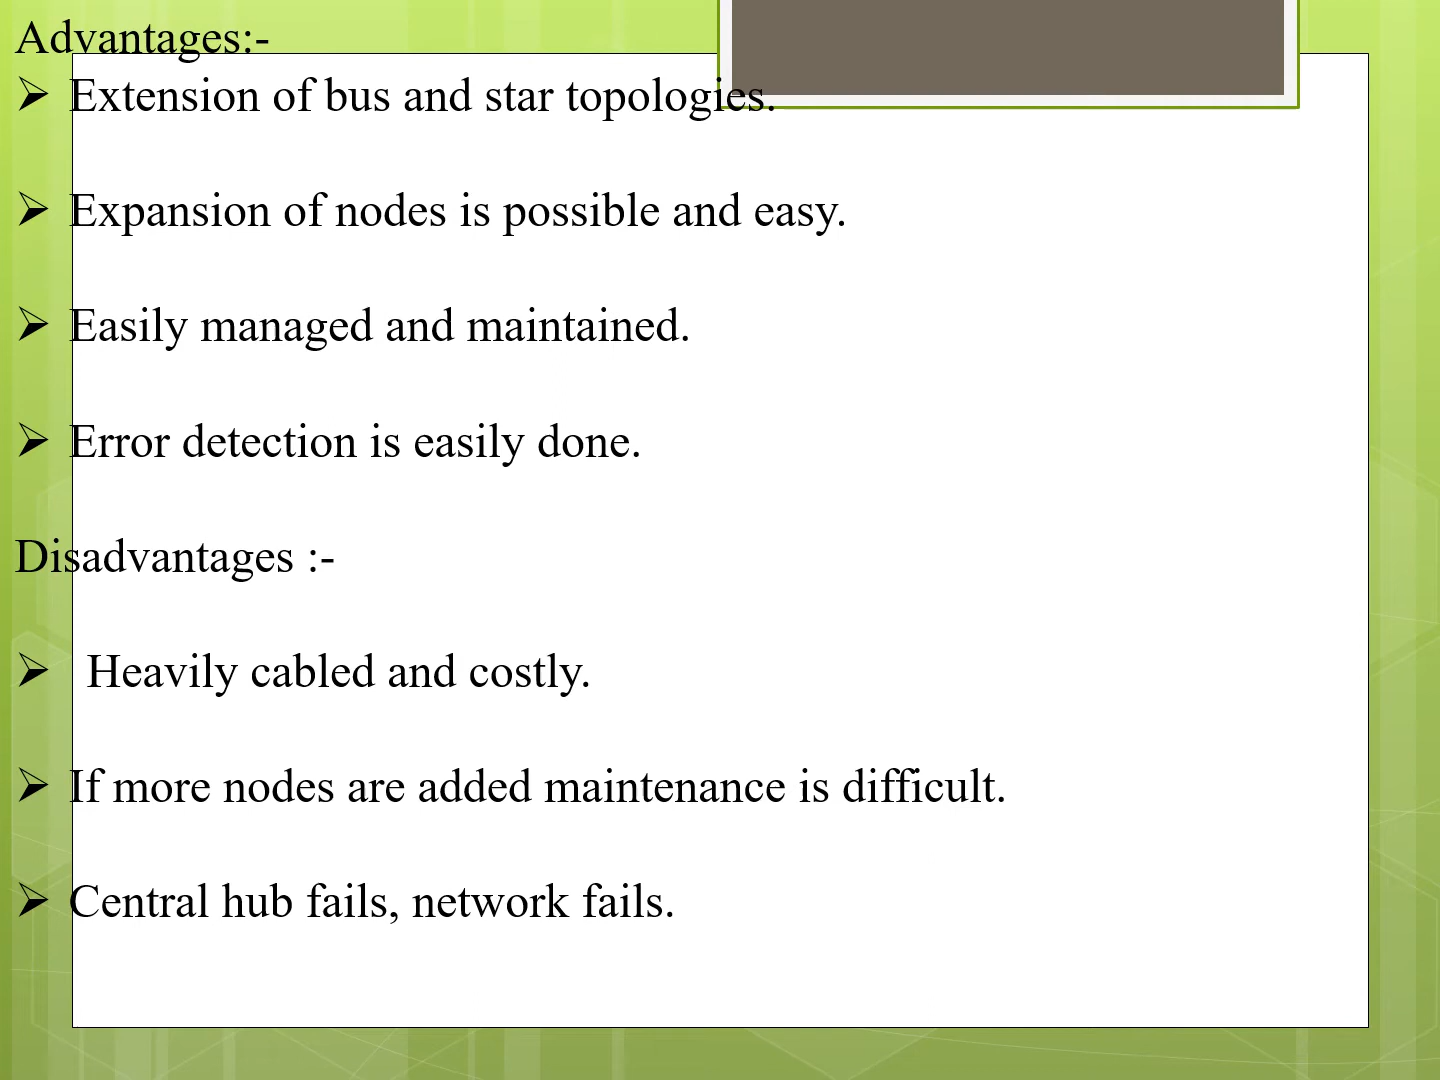 Advantages:-
➢ Extension of bus and star topologies.
➢ Expansion of nodes is possible and easy.
➢ Easily managed and maintained.
➢ Error detection is easily done.
Disadvantages :-
➢ Heavily cabled and costly.
➢ If more nodes are added maintenance is difficult.
➢ Central hub fails, network fails.